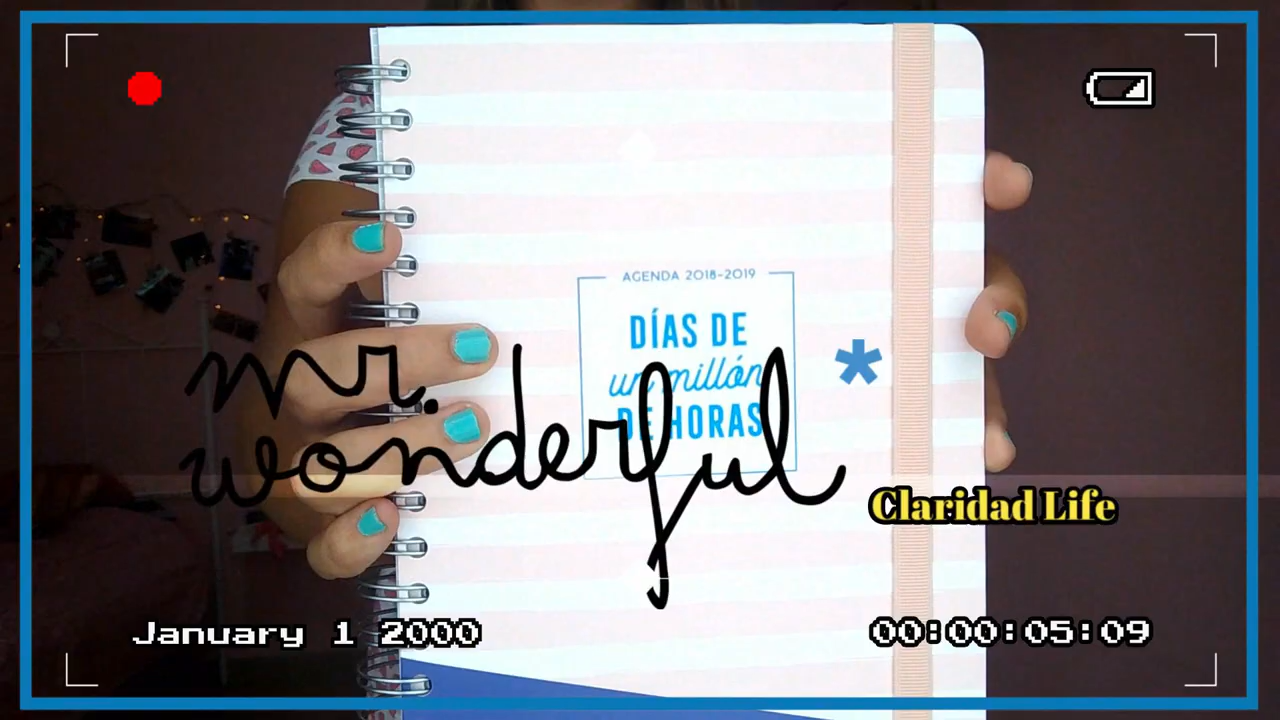 AGENDA 2018-2019
DÍAS DE
un millón
DE HORAS
mr.
wonderful*
Claridad Life
January 1 2000
00:00:05:09